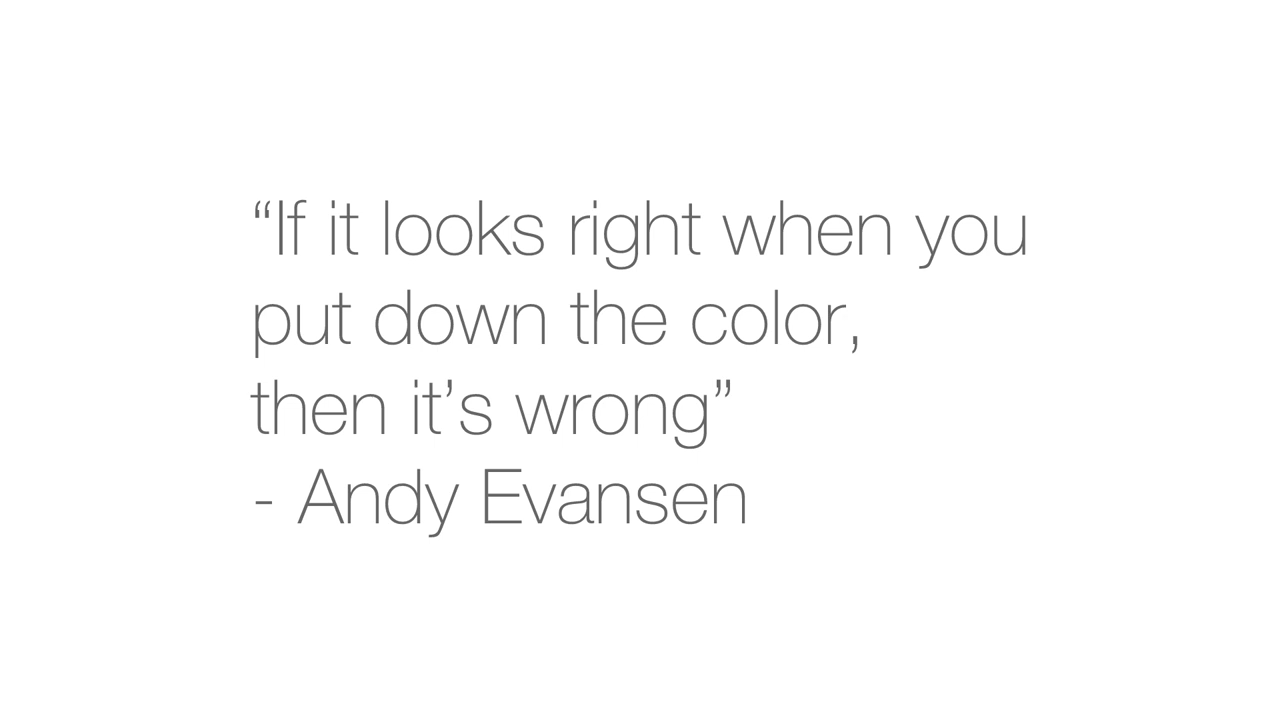 “If it looks right when you
put down the color,
then it’s wrong”
- Andy Evansen